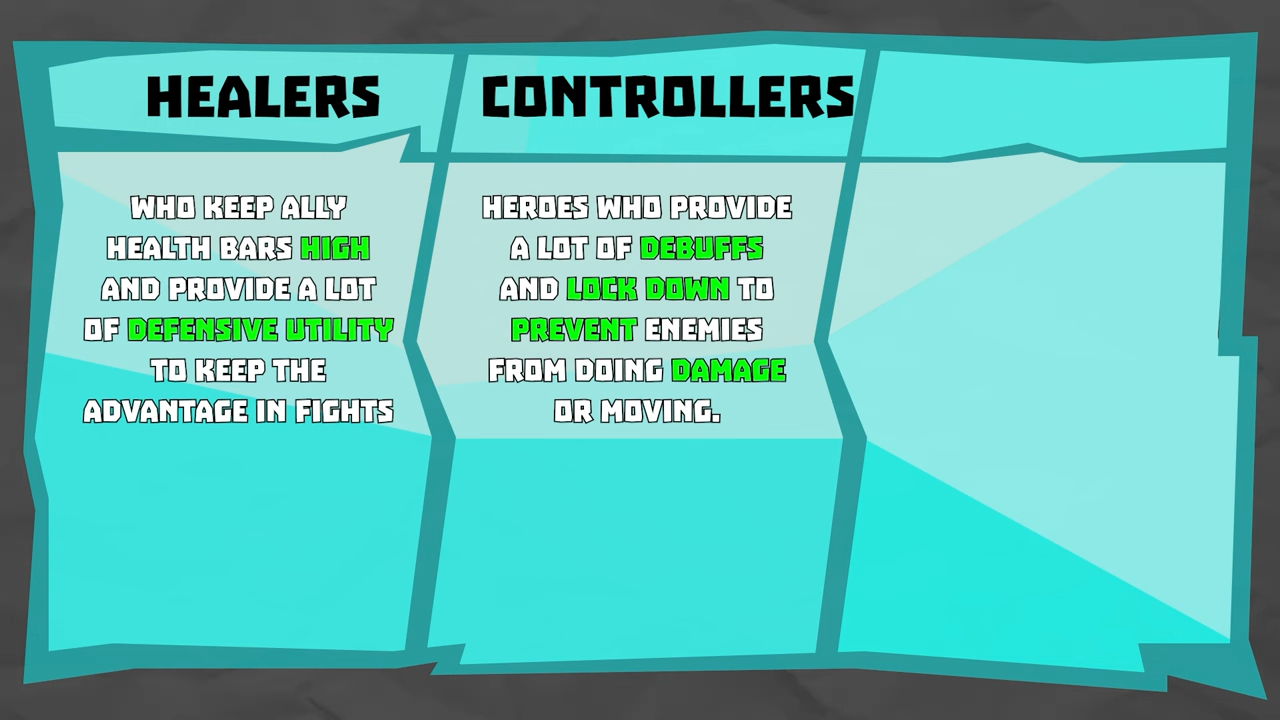 HEALERS
WHO KEEP ALLY
HEALTH BARS HIGH
AND PROVIDE A LOT
OF DEFENSIVE UTILITY
TO KEEP THE
ADVANTAGE IN FIGHTS
CONTROLLERS
HEROES WHO PROVIDE
A LOT OF DEBUFFS
AND LOCK DOWN TO
PREVENT ENEMIES
FROM DOING DAMAGE
OR MOVING.